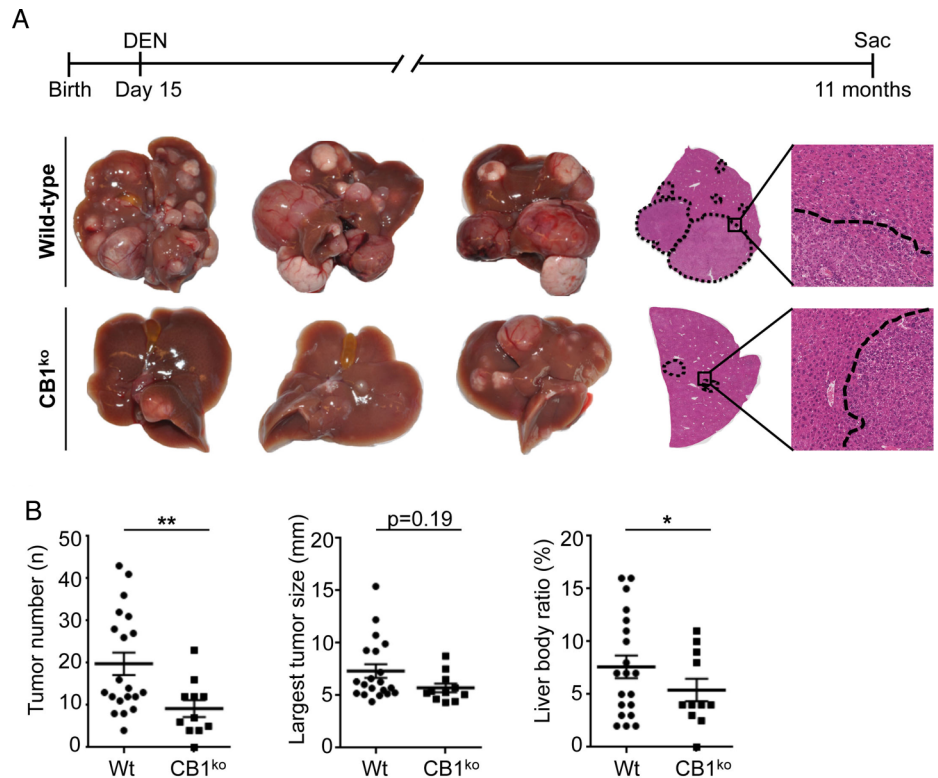 A
DEN
Sac
Birth
Day 15
11 months
Wild-type
CB1ko
B
**
p=0.19
*
Tumor number (n)
50
40
30
20
10
0
Wt
CB1ko
Largest tumor size (mm)
20
15
10
5
0
Wt
CB1ko
Liver body ratio (%)
20
15
10
5
0
Wt
CB1ko